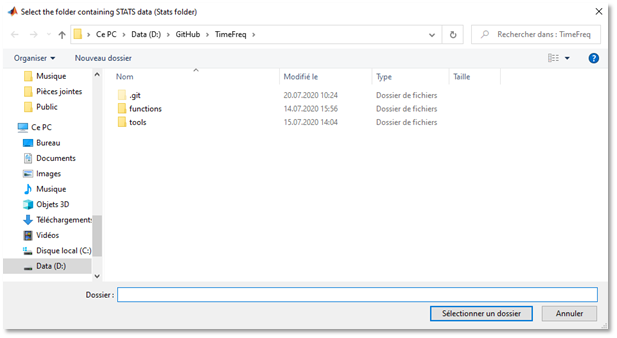 Select the folder containing STATS data (Stats folder)
Ce PC > Data (D:) > GitHub > TimeFreq >
Rechercher dans : TimeFreq
Organiser Nouveau dossier
Nom Modifié le Type Taille
Musique
Pièces jointes
Public
Ce PC
Bureau
Documents
Images
Musique
Objets 3D
Téléchargements
Vidéos
Disque local (C:)
Data (D:)
.git 20.07.2020 10:24 Dossier de fichiers
functions 14.07.2020 15:56 Dossier de fichiers
tools 15.07.2020 14:04 Dossier de fichiers
Dossier :
Sélectionner un dossier Annuler